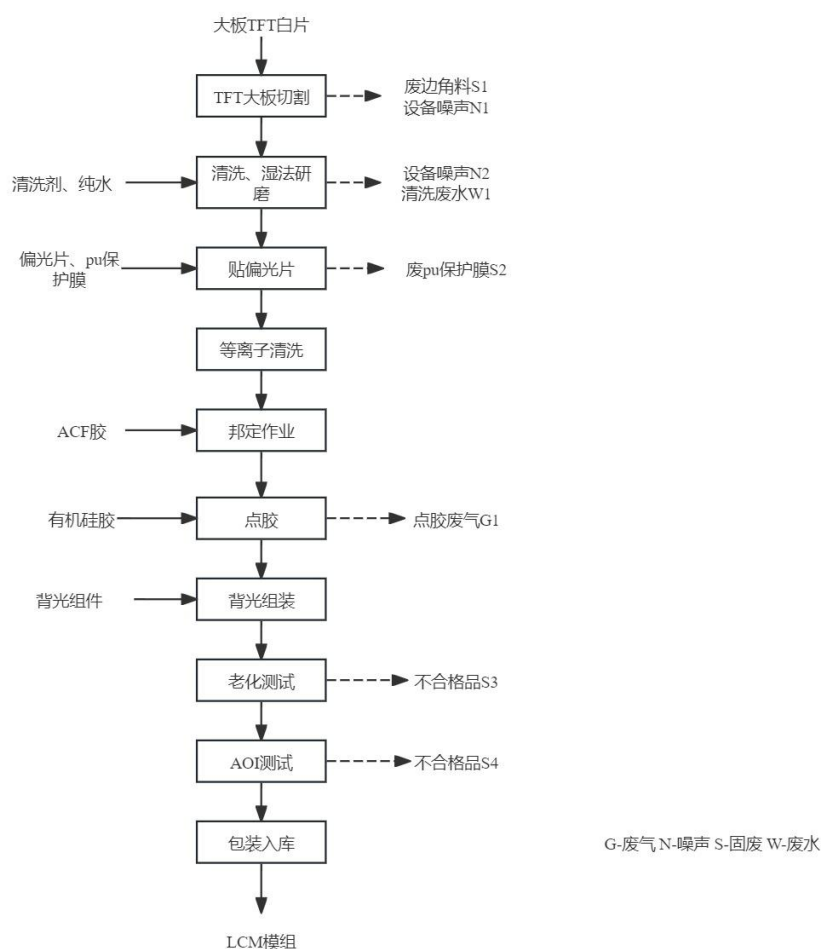 大板TFT白片
TFT大板切割
废边角料S1
设备噪声N1
清洗剂、纯水
清洗、湿法研
磨
设备噪声N2
清洗废水W1
偏光片、pu保
护膜
贴偏光片
废pu保护膜S2
等离子清洗
ACF胶
邦定作业
有机硅胶
点胶
点胶废气G1
背光组件
背光组装
老化测试
不合格品S3
AOI测试
不合格品S4
包装入库
G-废气 N-噪声 S-固废 W-废水
LCM模组